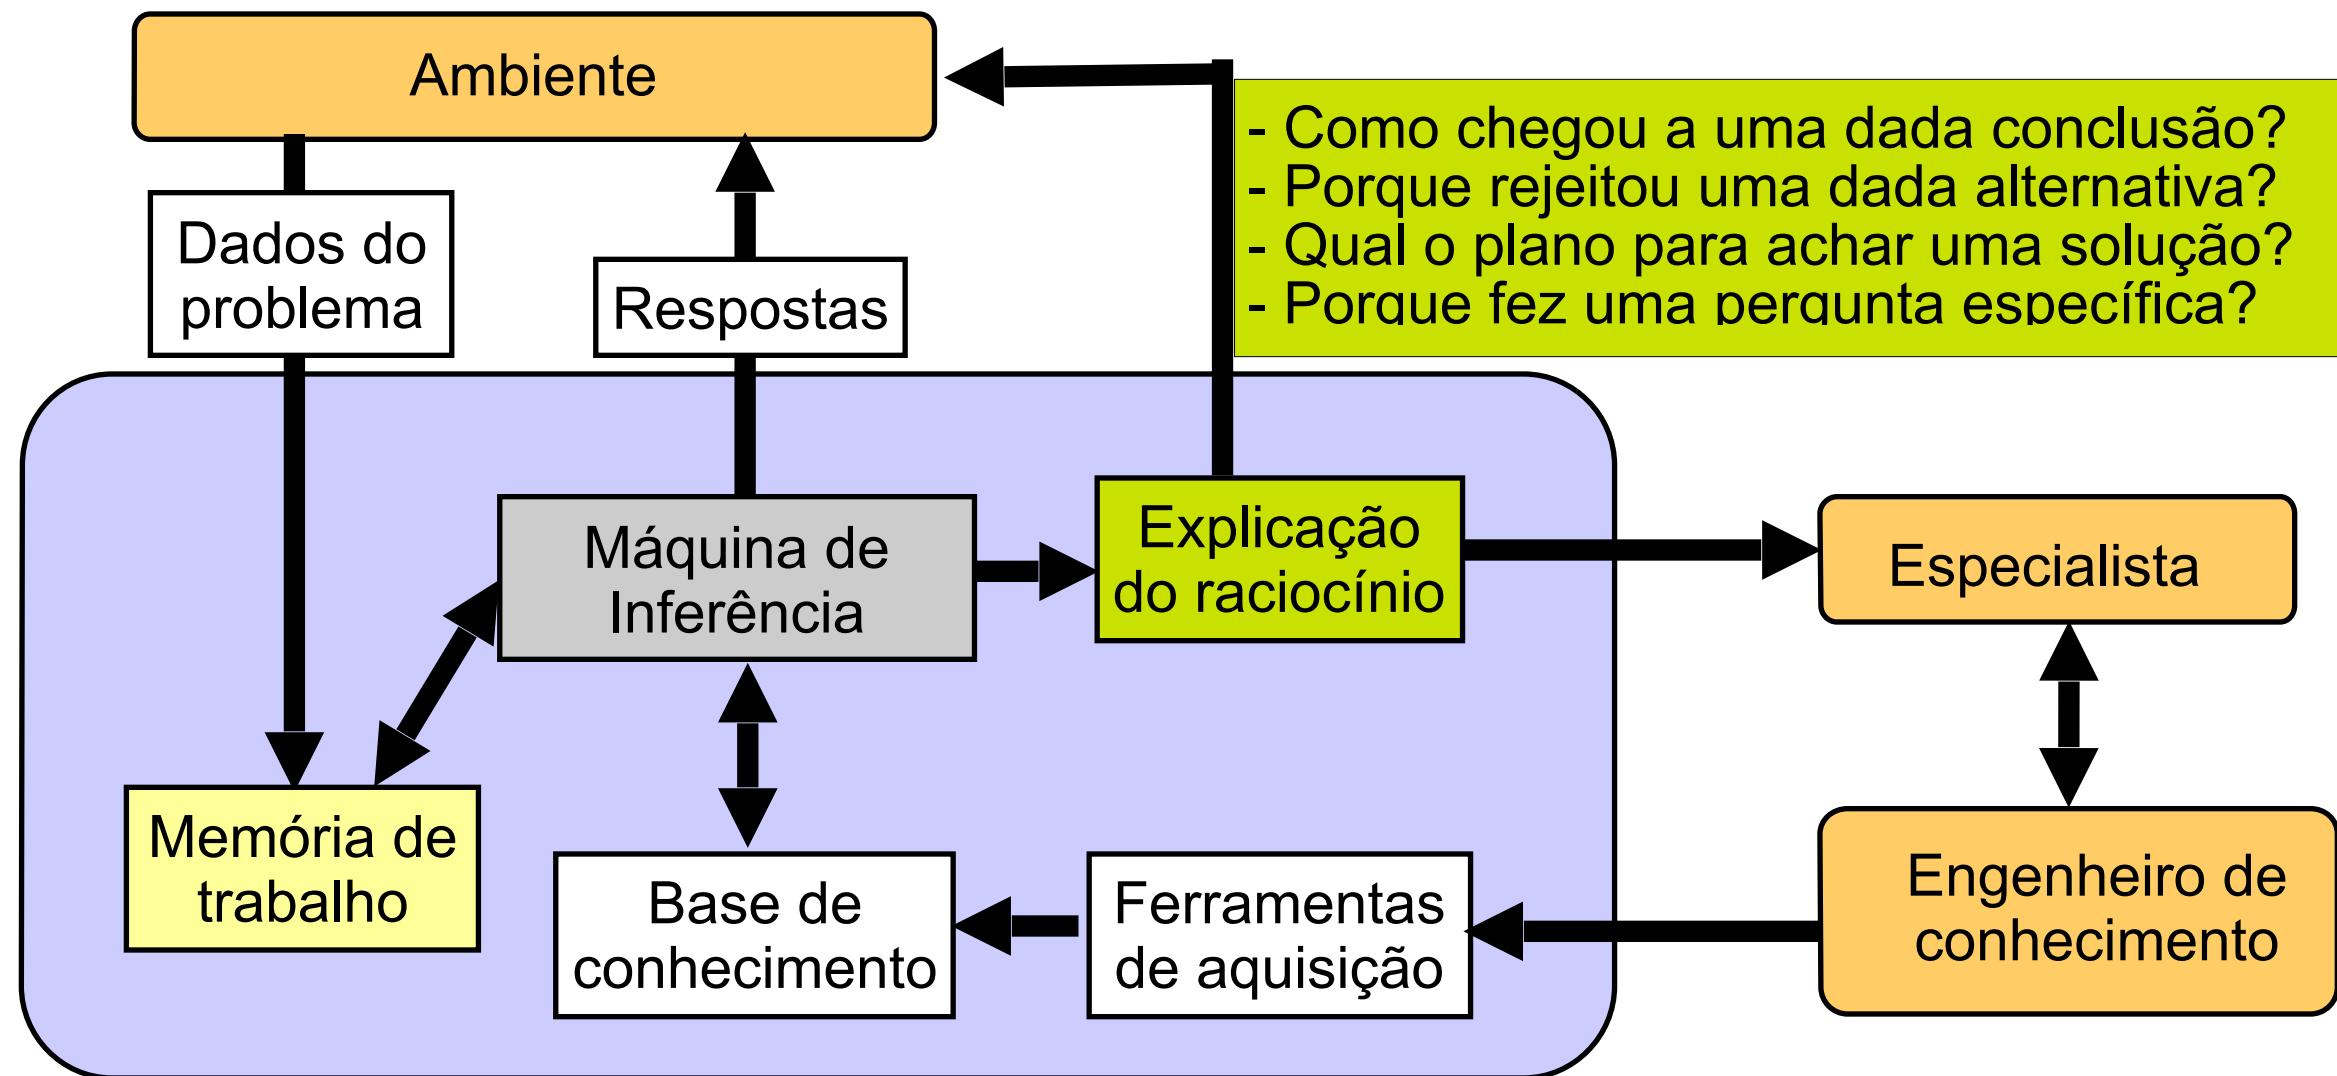 Ambiente
- Como chegou a uma dada conclusão?
- Porque rejeitou uma dada alternativa?
- Qual o plano para achar uma solução?
- Porque fez uma pergunta específica?
Dados do
problema
Respostas
Máquina de
Inferência
Explicação
do raciocínio
Especialista
Memória de
trabalho
Base de
conhecimento
Ferramentas
de aquisição
Engenheiro de
conhecimento